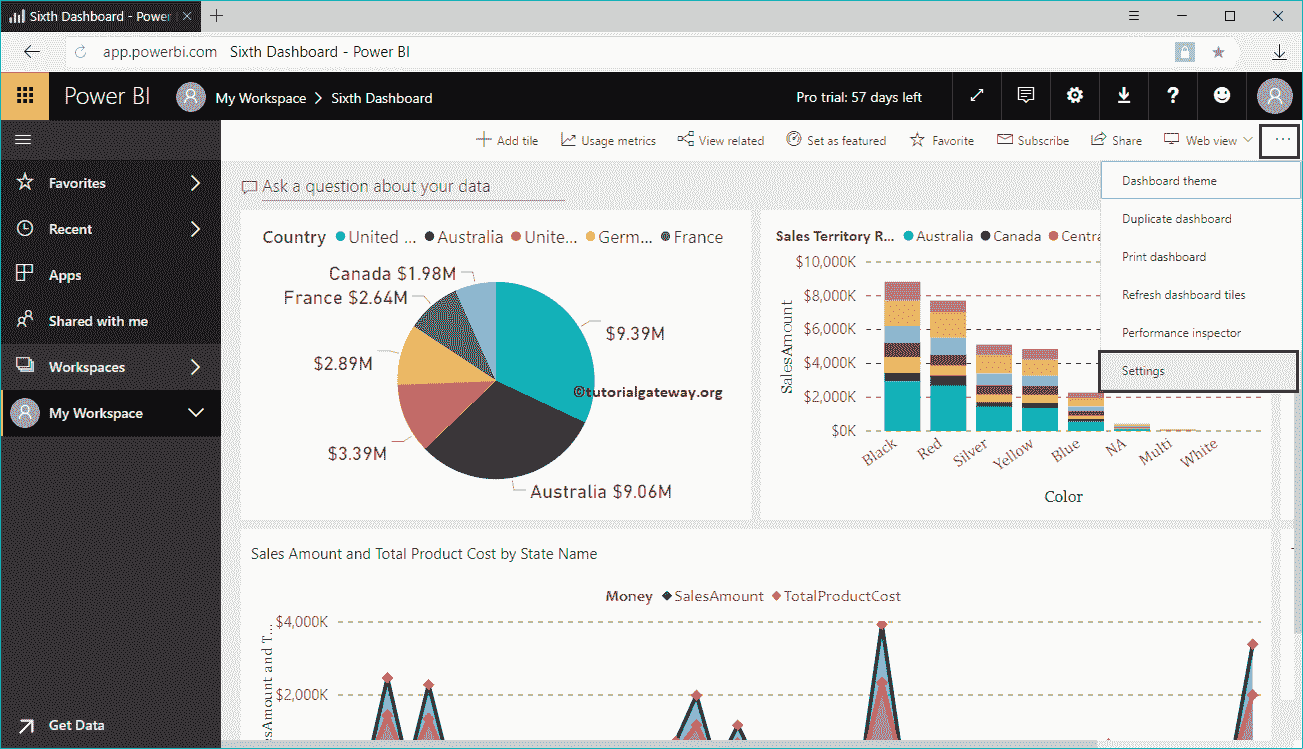 Sixth Dashboard - Power
app.powerbi.com Sixth Dashboard - Power BI
Power BI My Workspace > Sixth Dashboard Pro trial: 57 days left
Add tile Usage metrics View related Set as featured Favorite Subscribe Share Web view ...
Favorites
Recent
Apps
Shared with me
Workspaces
My Workspace
Get Data
Dashboard theme
Duplicate dashboard
Print dashboard
Refresh dashboard tiles
Performance inspector
Settings
Ask a question about your data
Country United ... Australia Unite... Germ... France
Canada $1.98M
France $2.64M
$9.39M
$2.89M
©tutorialgateway.org
$3.39M
Australia $9.06M
Sales Territory R... Australia Canada Centra
SalesAmount
$10,000K
$8,000K
$6,000K
$4,000K
$2,000K
$0K
Black Red Silver Yellow Blue NA Multi White
Color
Sales Amount and Total Product Cost by State Name
Money SalesAmount TotalProductCost
$4,000K
$2,000K